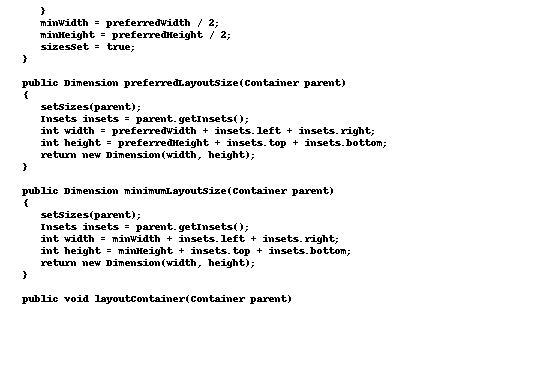 }
minWidth = preferredWidth / 2;
minHeight = preferredHeight / 2;
sizesSet = true;
}
public Dimension preferredLayoutSize(Container parent)
{
setSizes(parent);
Insets insets = parent.getInsets();
int width = preferredWidth + insets.left + insets.right;
int height = preferredHeight + insets.top + insets.bottom;
return new Dimension(width, height);
}
public Dimension minimumLayoutSize(Container parent)
{
setSizes(parent);
Insets insets = parent.getInsets();
int width = minWidth + insets.left + insets.right;
int height = minHeight + insets.top + insets.bottom;
return new Dimension(width, height);
}
public void layoutContainer(Container parent)